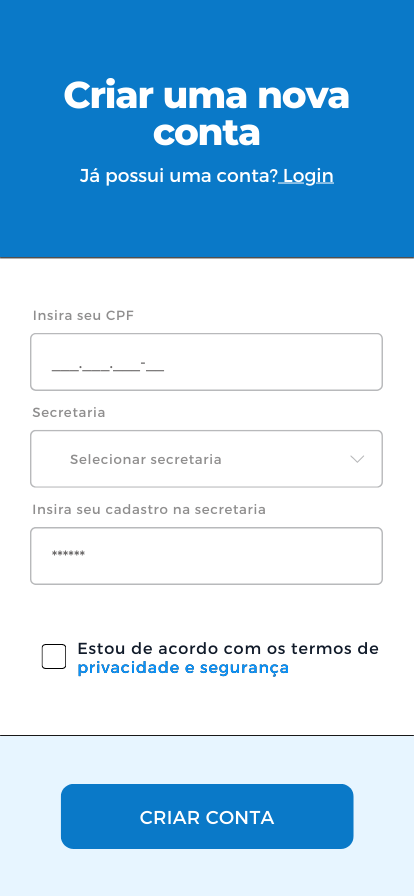 Criar uma nova
conta
Já possui uma conta? Login
Insira seu CPF
___.___.___-__
Secretaria
Selecionar secretaria
Insira seu cadastro na secretaria
******
Estou de acordo com os termos de
privacidade e segurança
CRIAR CONTA